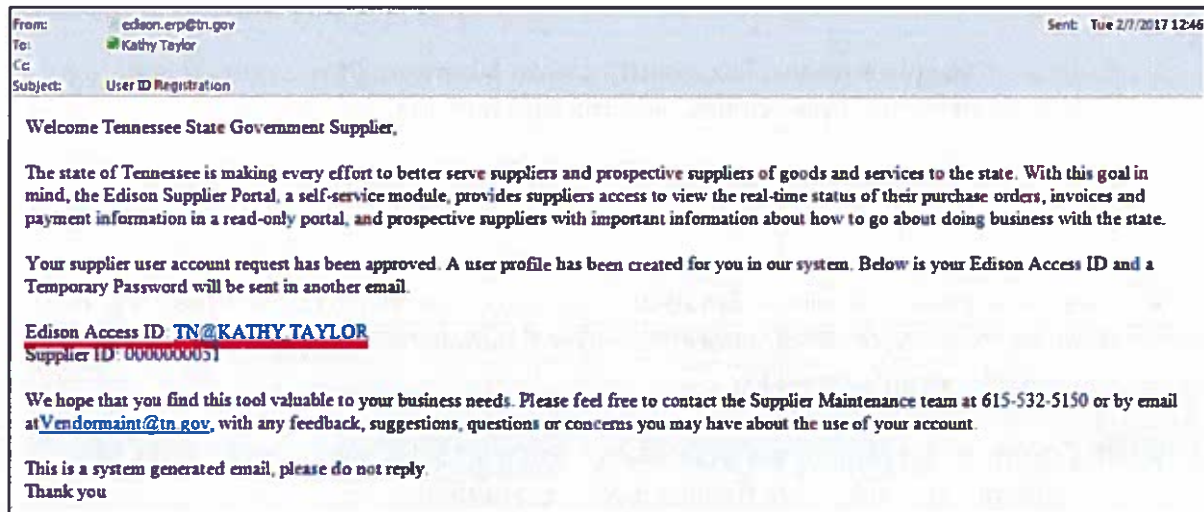 From: edison.erp@tn.gov Sent: Tue 2/7/2017 12:46
To: Kathy Taylor
Cc:
Subject: User ID Registration
Welcome Tennessee State Government Supplier,
The state of Tennessee is making every effort to better serve suppliers and prospective suppliers of goods and services to the state. With this goal in
mind, the Edison Supplier Portal, a self-service module, provides suppliers access to view the real-time status of their purchase orders, invoices and
payment information in a read-only portal, and prospective suppliers with important information about how to go about doing business with the state.
Your supplier user account request has been approved. A user profile has been created for you in our system. Below is your Edison Access ID and a
Temporary Password will be sent in another email.
Edison Access ID: TN@KATHY TAYLOR
Supplier ID: 0000000051
We hope that you find this tool valuable to your business needs. Please feel free to contact the Supplier Maintenance team at 615-532-5150 or by email
atVendormaint@tn.gov, with any feedback, suggestions, questions or concerns you may have about the use of your account.
This is a system generated email, please do not reply.
Thank you